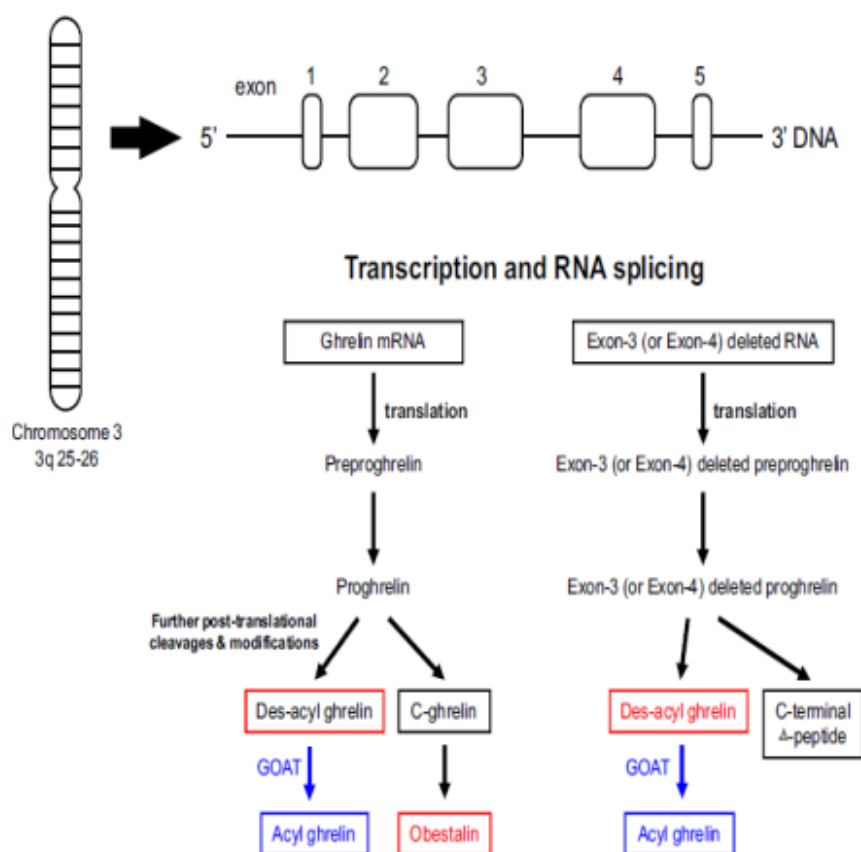 exon
1
2
3
4
5
5’
3’ DNA
Transcription and RNA splicing
Chromosome 3
3q 25-26
Ghrelin mRNA
Exon-3 (or Exon-4) deleted RNA
translation
translation
Preproghrelin
Exon-3 (or Exon-4) deleted preproghrelin
Proghrelin
Exon-3 (or Exon-4) deleted proghrelin
Further post-translational
cleavages & modifications
Des-acyl ghrelin
C-ghrelin
Des-acyl ghrelin
C-terminal
Δ-peptide
GOAT
GOAT
Acyl ghrelin
Obestalin
Acyl ghrelin